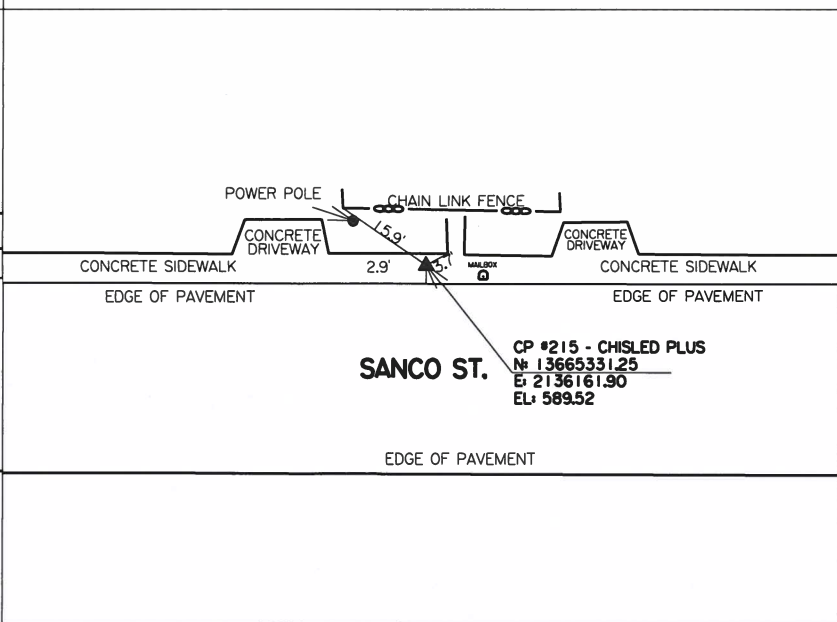 POWER POLE
CHAIN LINK FENCE
15.9'
CONCRETE
DRIVEWAY
CONCRETE
DRIVEWAY
CONCRETE SIDEWALK
2.9'
MAILBOX
CONCRETE SIDEWALK
EDGE OF PAVEMENT
EDGE OF PAVEMENT
SANCO ST.
CP #215 - CHISLED PLUS
N: 13665331.25
E: 2136161.90
EL: 589.52
EDGE OF PAVEMENT